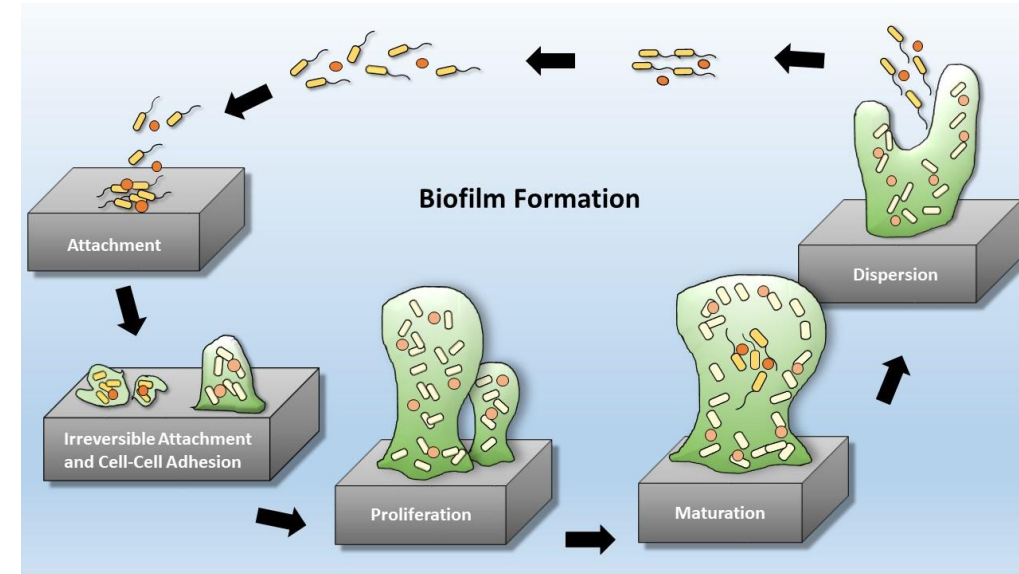 Biofilm Formation
Attachment
Irreversible Attachment
and Cell-Cell Adhesion
Proliferation
Maturation
Dispersion